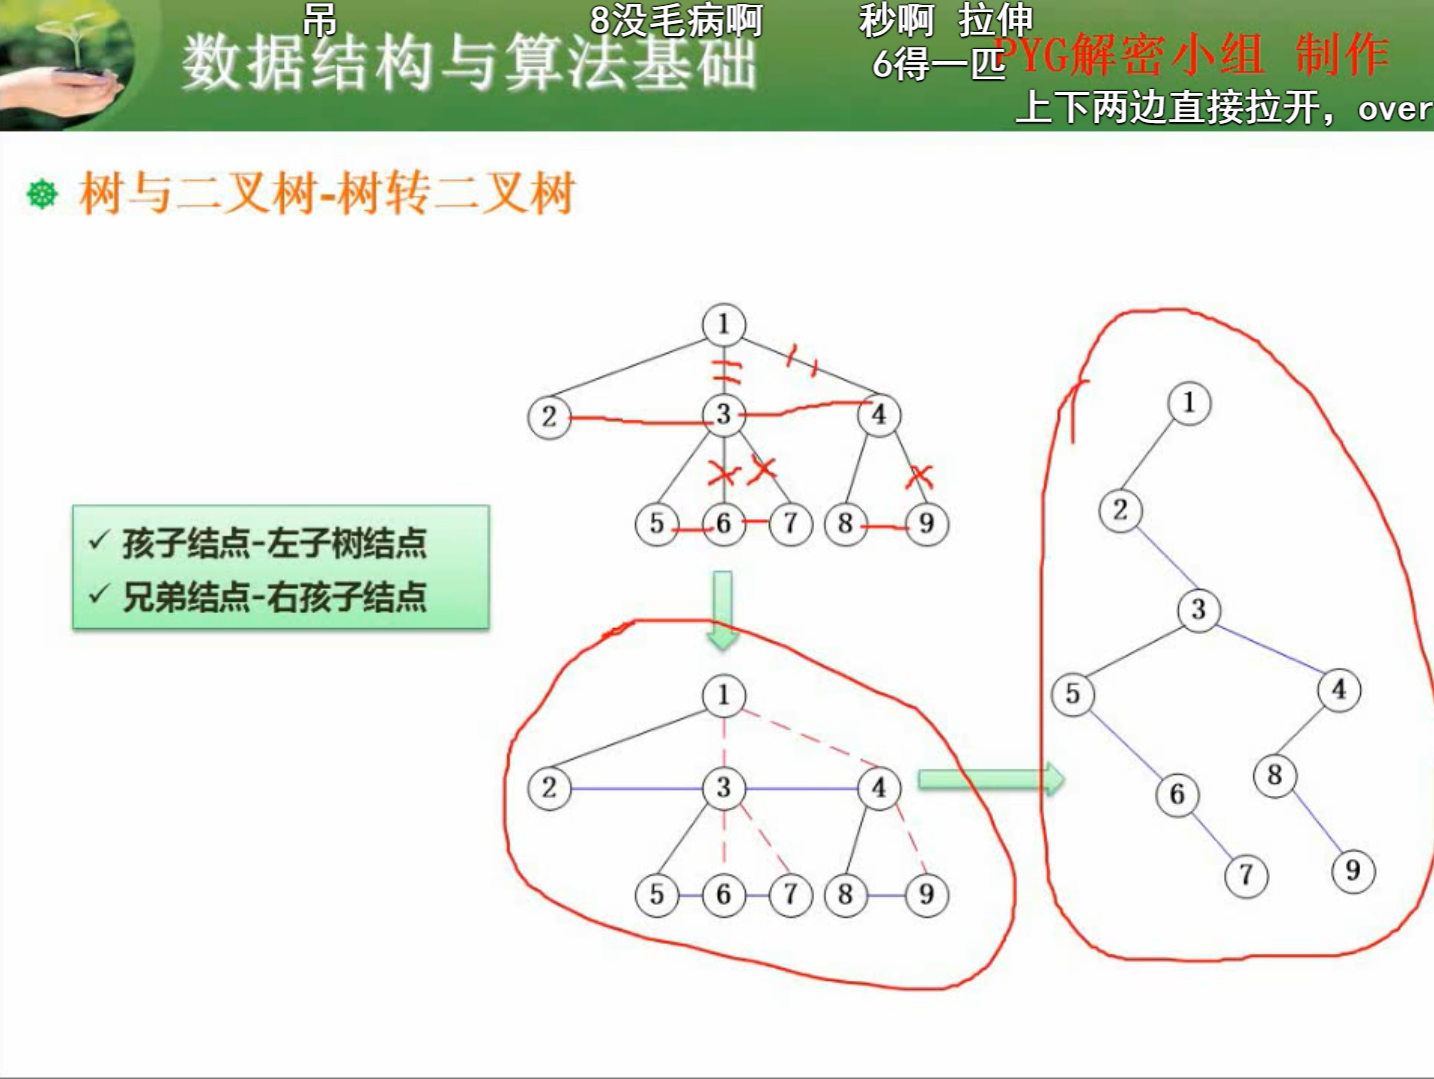 吊
8没毛病啊
秒啊 拉伸
数据结构与算法基础
6得一匹
PYG解密小组 制作
上下两边直接拉开，over
树与二叉树-树转二叉树
1
2
3
4
5
6
7
8
9
✓ 孩子结点-左子树结点
✓ 兄弟结点-右孩子结点
1
2
3
4
5
6
7
8
9
1
2
3
5
4
6
8
7
9